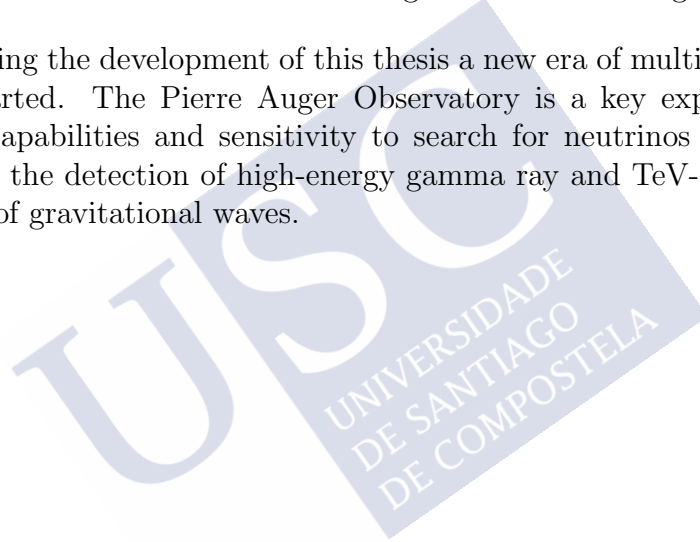 ing the development of this thesis a new era of multi
rted. The Pierre Auger Observatory is a key exp
apabilities and sensitivity to search for neutrinos
the detection of high-energy gamma ray and TeV-
of gravitational waves.
USC
UNIVERSIDADE
DE SANTIAGO
DE COMPOSTELA